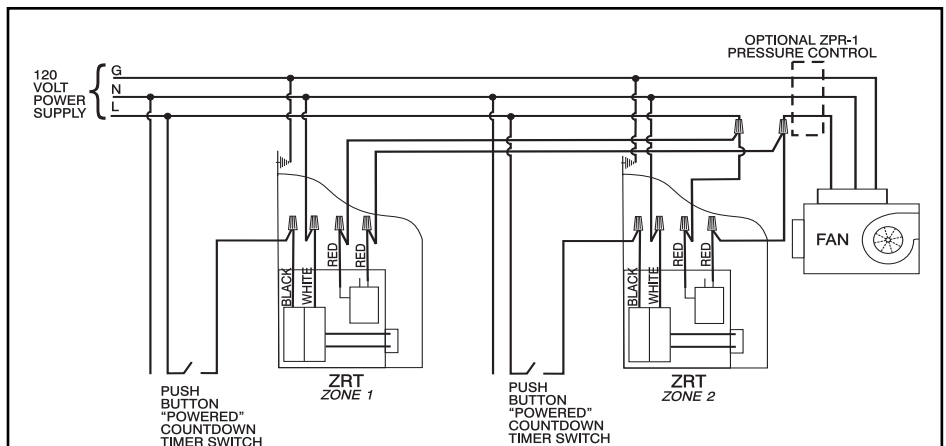 OPTIONAL ZPR-1
PRESSURE CONTROL
120
VOLT
POWER
SUPPLY
G
N
L
FAN
BLACK
WHITE
RED
RED
BLACK
WHITE
RED
RED
ZRT
ZONE 1
ZRT
ZONE 2
PUSH
BUTTON
“POWERED”
COUNTDOWN
TIMER SWITCH
PUSH
BUTTON
“POWERED”
COUNTDOWN
TIMER SWITCH